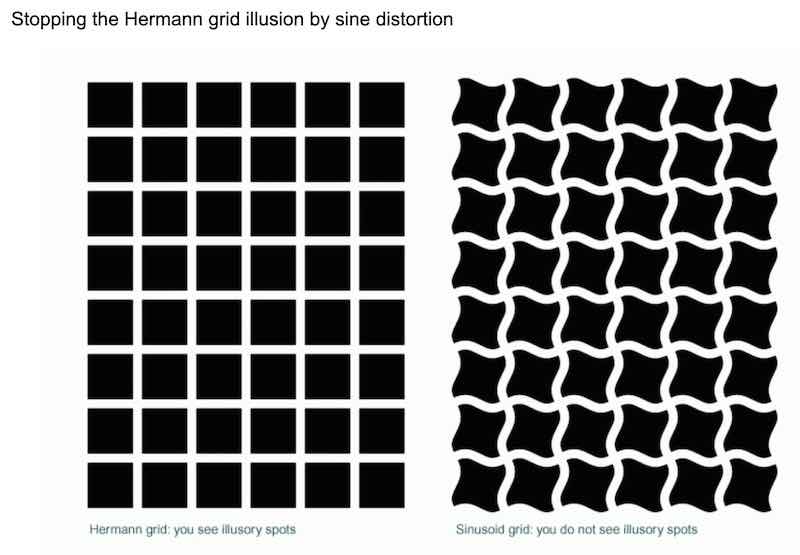 Stopping the Hermann grid illusion by sine distortion
Hermann grid: you see illusory spots
Sinusoid grid: you do not see illusory spots